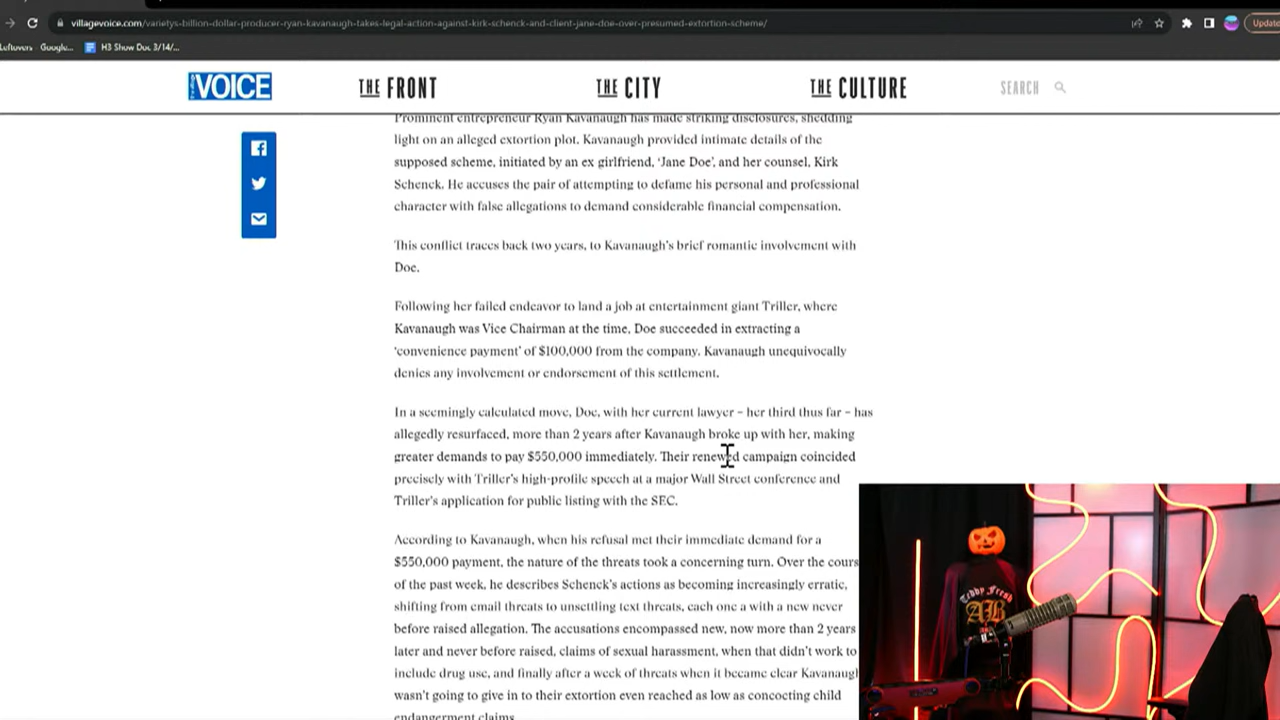 villagevoice.com/varietys-billion-dollar-producer-ryan-kavanaugh-takes-legal-action-against-kirk-schenck-and-client-jane-doe-over-presumed-extortion-scheme/
Update
Leftovers - Google...
H3 Show Doc 3/14/...
VOICE
THE FRONT
THE CITY
THE CULTURE
SEARCH
Prominent entrepreneur Ryan Kavanaugh has made striking disclosures, shedding
light on an alleged extortion plot. Kavanaugh provided intimate details of the
supposed scheme, initiated by an ex girlfriend, 'Jane Doe', and her counsel, Kirk
Schenck. He accuses the pair of attempting to defame his personal and professional
character with false allegations to demand considerable financial compensation.
This conflict traces back two years, to Kavanaugh's brief romantic involvement with
Doe.
Following her failed endeavor to land a job at entertainment giant Triller, where
Kavanaugh was Vice Chairman at the time, Doe succeeded in extracting a
'convenience payment' of $100,000 from the company. Kavanaugh unequivocally
denies any involvement or endorsement of this settlement.
In a seemingly calculated move, Doe, with her current lawyer – her third thus far – has
allegedly resurfaced, more than 2 years after Kavanaugh broke up with her, making
greater demands to pay $550,000 immediately. Their renewed campaign coincided
precisely with Triller's high-profile speech at a major Wall Street conference and
Triller's application for public listing with the SEC.
According to Kavanaugh, when his refusal met their immediate demand for a
$550,000 payment, the nature of the threats took a concerning turn. Over the cours
of the past week, he describes Schenck's actions as becoming increasingly erratic,
shifting from email threats to unsettling text threats, each one a with a new never
before raised allegation. The accusations encompassed new, now more than 2 years
later and never before raised, claims of sexual harassment, when that didn't work to
include drug use, and finally after a week of threats when it became clear Kavanaugh
wasn't going to give in to their extortion even reached as low as concocting child
endangerment claims
Teddy Fresh
AB